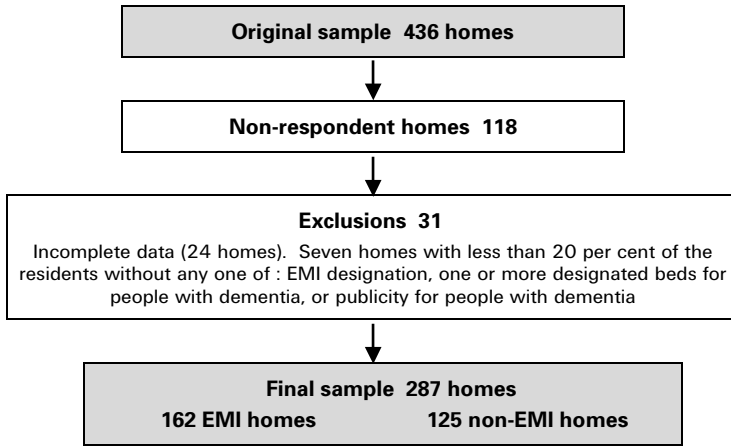 Original sample 436 homes
Non-respondent homes 118
Exclusions 31
Incomplete data (24 homes). Seven homes with less than 20 per cent of the
residents without any one of : EMI designation, one or more designated beds for
people with dementia, or publicity for people with dementia
Final sample 287 homes
162 EMI homes 125 non-EMI homes